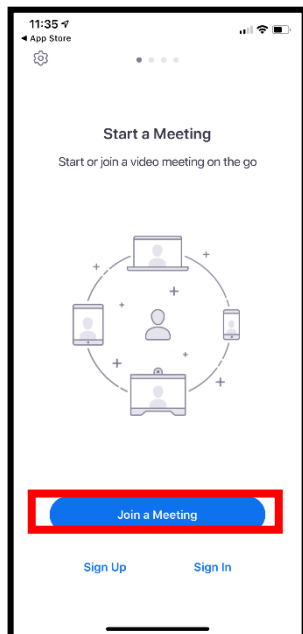 11:35
App Store
Start a Meeting
Start or join a video meeting on the go
Join a Meeting
Sign Up Sign In